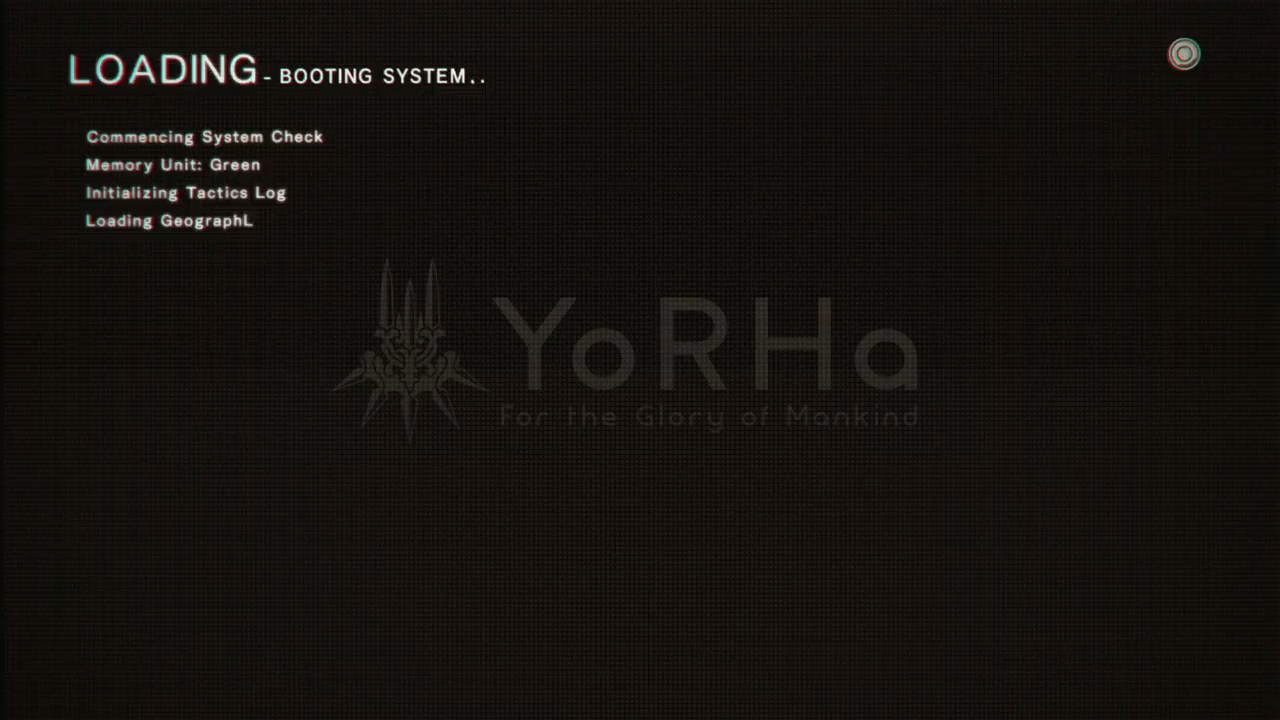 LOADING - BOOTING SYSTEM..
Commencing System Check
Memory Unit: Green
Initializing Tactics Log
Loading GeographL
YoRHa
For the Glory of Mankind